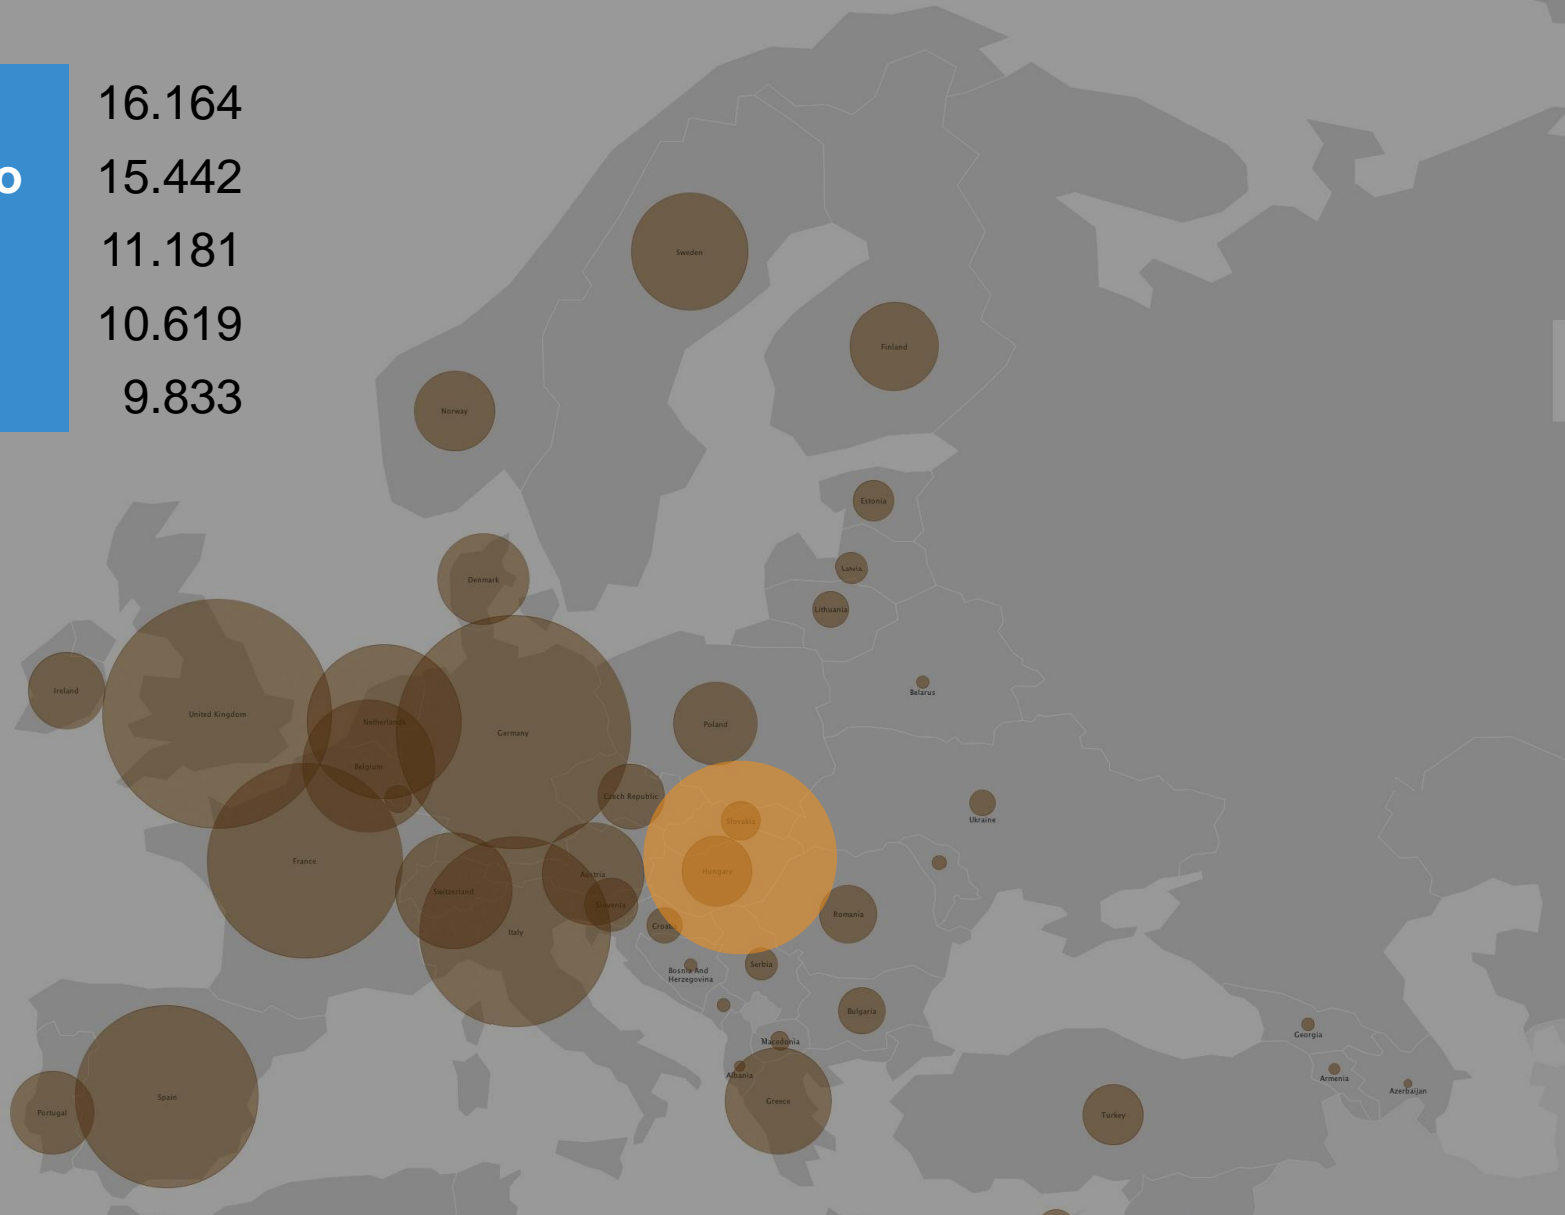 16.164
o
15.442
11.181
10.619
9.833
Sweden
Finland
Norway
Estonia
Latvia
Denmark
Lithuania
Belarus
Ireland
United Kingdom
Netherlands
Germany
Poland
Belgium
Czech Republic
Ukraine
Slovakia
France
Hungary
Austria
Switzerland
Slovenia
Romania
Croatia
Italy
Serbia
Bosnia And
Herzegovina
Bulgaria
Georgia
Macedonia
Albania
Armenia
Azerbaijan
Spain
Greece
Portugal
Turkey